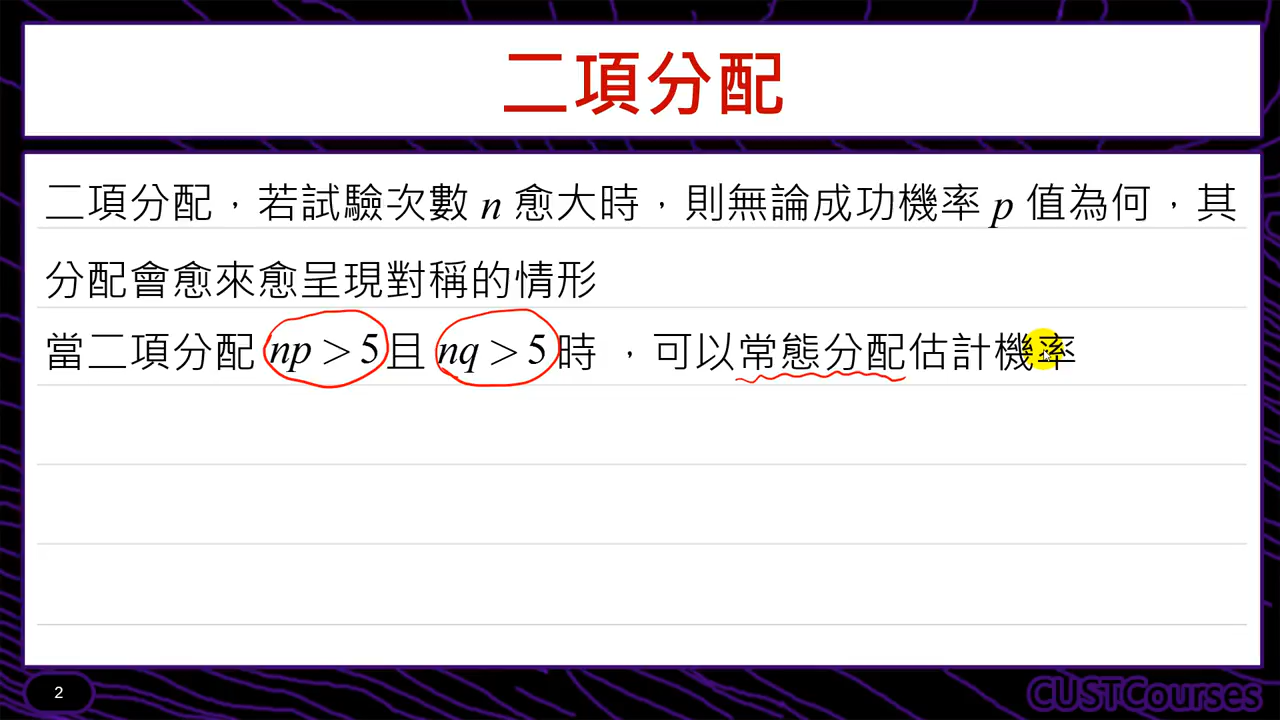 二項分配
二項分配，若試驗次數 n 愈大時，則無論成功機率 p 值為何，其
分配會愈來愈呈現對稱的情形
當二項分配 np > 5 且 nq > 5 時 ，可以常態分配估計機率
2
CUSTCourses